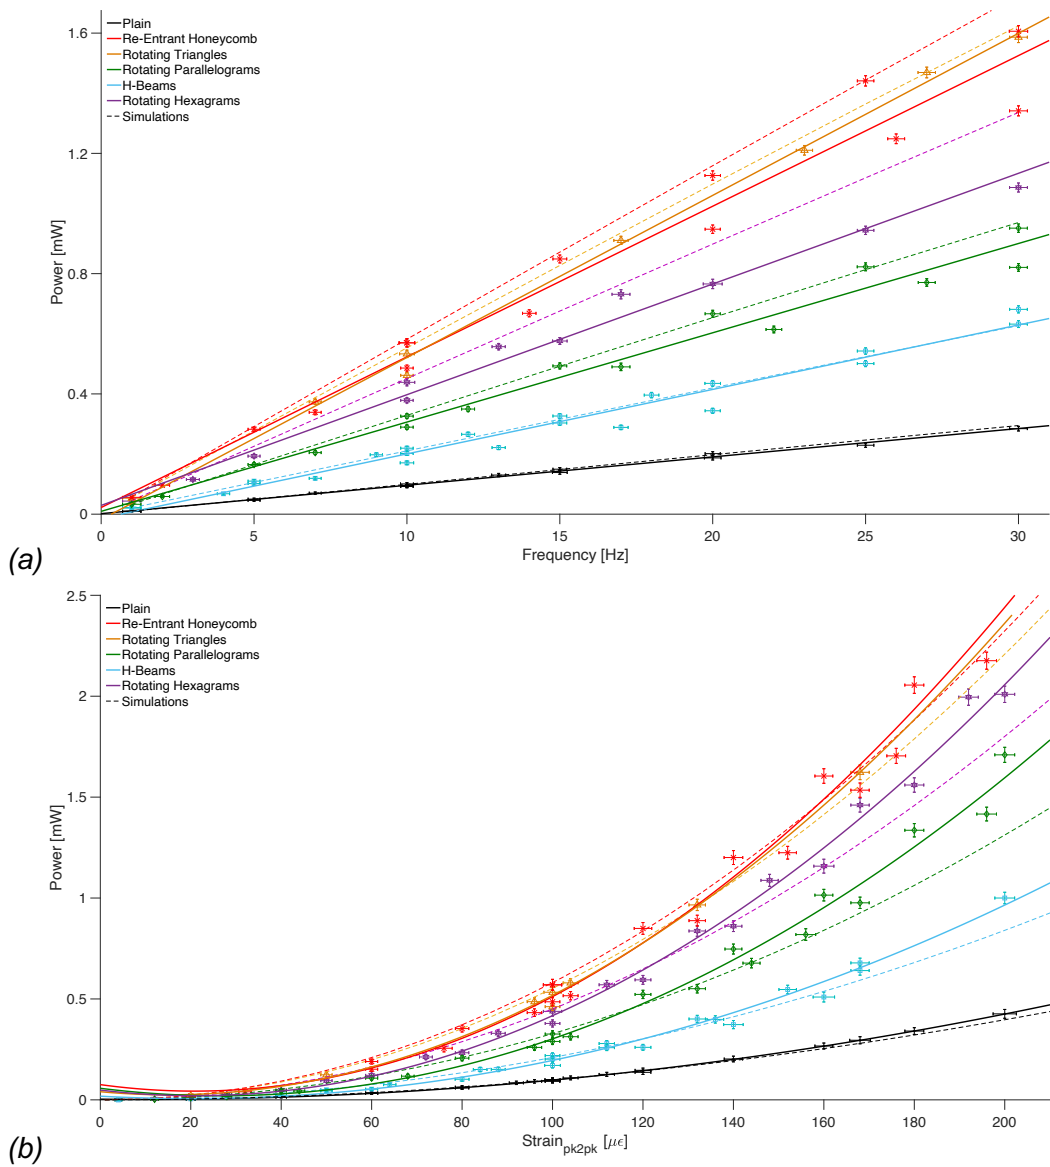 Plain
Re-Entrant Honeycomb
Rotating Triangles
Rotating Parallelograms
H-Beams
Rotating Hexagrams
Simulations
1.6
1.2
0.8
0.4
0
Power [mW]
0 5 10 15 20 25 30
Frequency [Hz]
(a)
Plain
Re-Entrant Honeycomb
Rotating Triangles
Rotating Parallelograms
H-Beams
Rotating Hexagrams
Simulations
2.5
2
1.5
1
0.5
0
Power [mW]
0 20 40 60 80 100 120 140 160 180 200
Strain pk2pk [με]
(b)